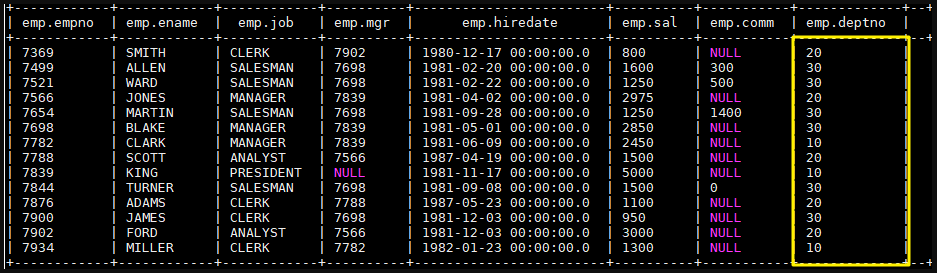 emp.empno | emp.ename | emp.job | emp.mgr | emp.hiredate | emp.sal | emp.comm | emp.deptno
7369 | SMITH | CLERK | 7902 | 1980-12-17 00:00:00.0 | 800 | NULL | 20
7499 | ALLEN | SALESMAN | 7698 | 1981-02-20 00:00:00.0 | 1600 | 300 | 30
7521 | WARD | SALESMAN | 7698 | 1981-02-22 00:00:00.0 | 1250 | 500 | 30
7566 | JONES | MANAGER | 7839 | 1981-04-02 00:00:00.0 | 2975 | NULL | 20
7654 | MARTIN | SALESMAN | 7698 | 1981-09-28 00:00:00.0 | 1250 | 1400 | 30
7698 | BLAKE | MANAGER | 7839 | 1981-05-01 00:00:00.0 | 2850 | NULL | 30
7782 | CLARK | MANAGER | 7839 | 1981-06-09 00:00:00.0 | 2450 | NULL | 10
7788 | SCOTT | ANALYST | 7566 | 1987-04-19 00:00:00.0 | 1500 | NULL | 20
7839 | KING | PRESIDENT | NULL | 1981-11-17 00:00:00.0 | 5000 | NULL | 10
7844 | TURNER | SALESMAN | 7698 | 1981-09-08 00:00:00.0 | 1500 | 0 | 30
7876 | ADAMS | CLERK | 7788 | 1987-05-23 00:00:00.0 | 1100 | NULL | 20
7900 | JAMES | CLERK | 7698 | 1981-12-03 00:00:00.0 | 950 | NULL | 30
7902 | FORD | ANALYST | 7566 | 1981-12-03 00:00:00.0 | 3000 | NULL | 20
7934 | MILLER | CLERK | 7782 | 1982-01-23 00:00:00.0 | 1300 | NULL | 10